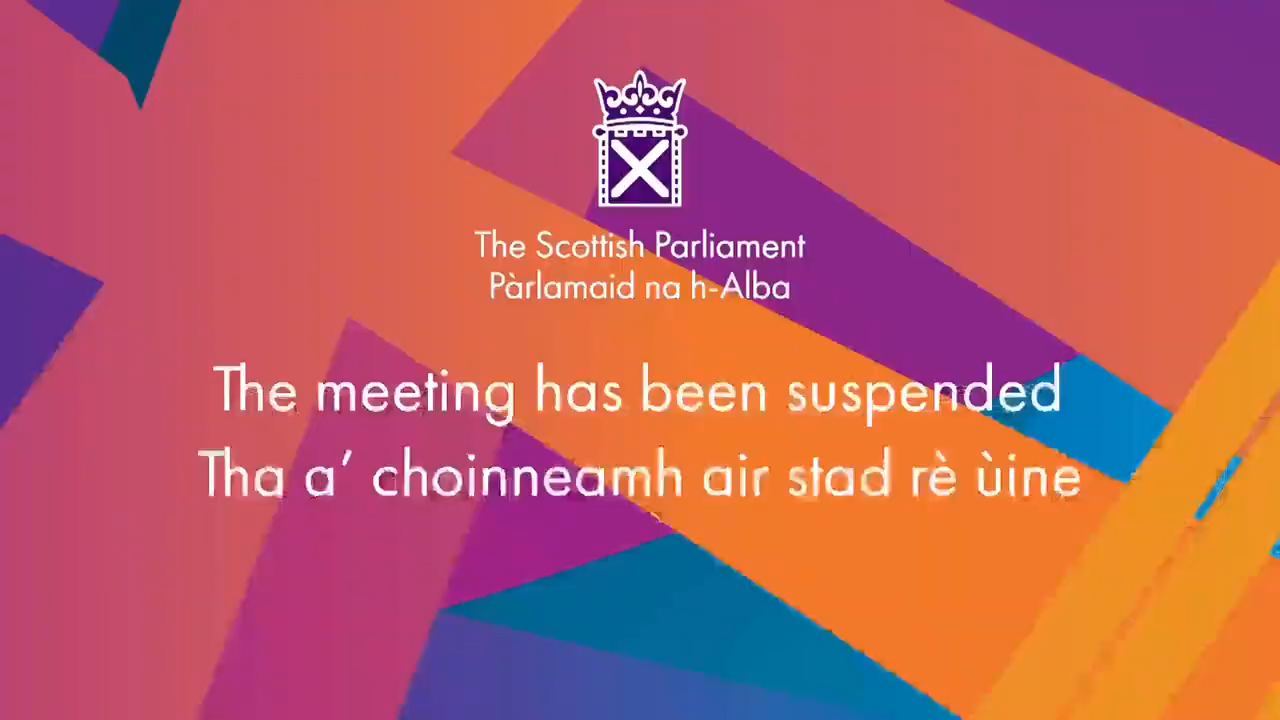 The Scottish Parliament
Pàrlamaid na h-Alba
The meeting has been suspended
Tha a’ choinneamh air stad rè ùine